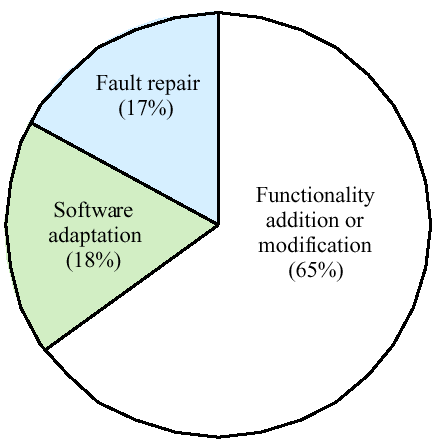 Fault repair
(17%)
Software
adaptation
(18%)
Functionality
addition or
modification
(65%)